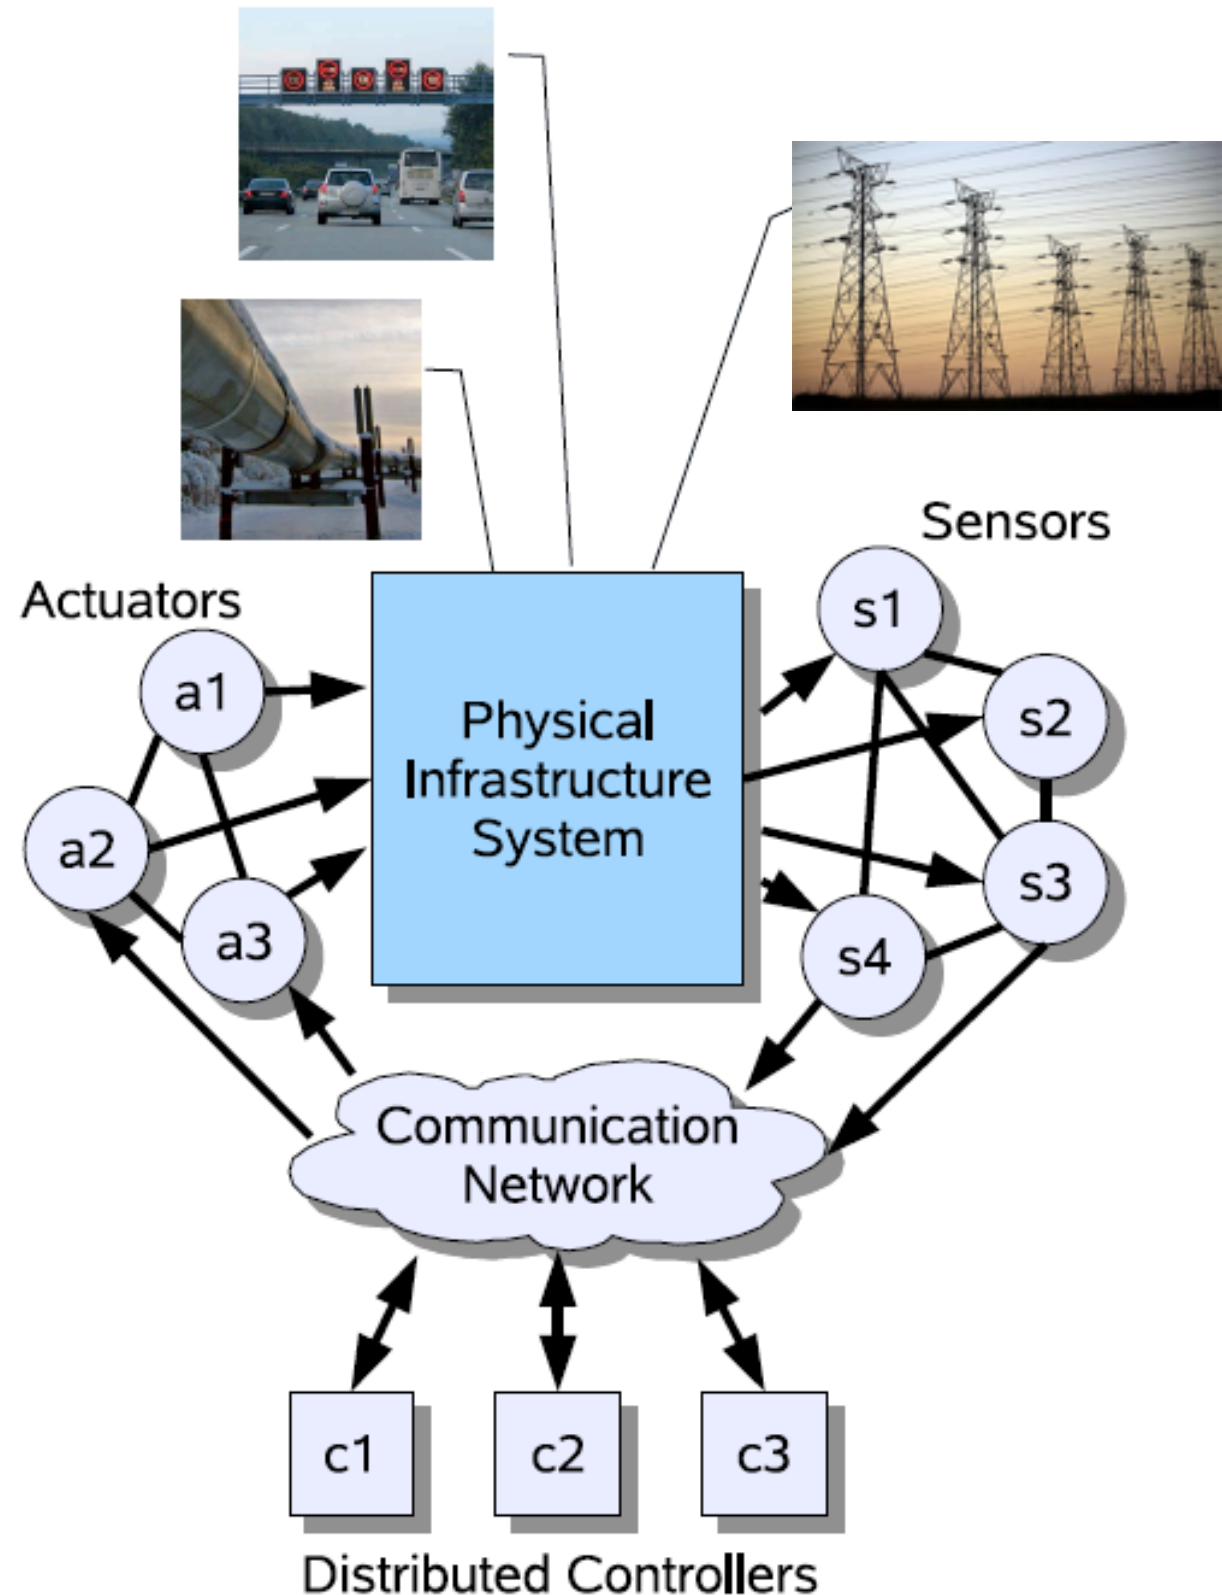 Sensors
Actuators
s1
a1
s2
Physical
Infrastructure
System
a2
s3
a3
s4
Communication
Network
c1
c2
c3
Distributed Controllers